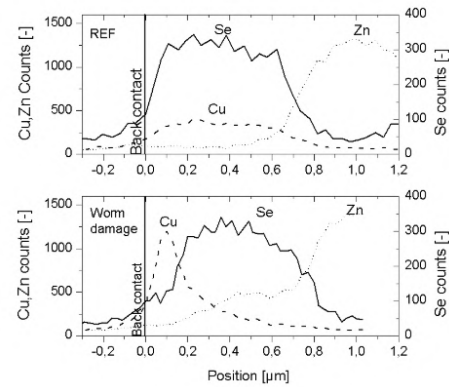 REF
Se
Zn
Cu
Cu,Zn Counts [-]
1500
1000
500
0
400
300
200
100
0
Se counts [-]
Back contact
-0,2 0,0 0,2 0,4 0,6 0,8 1,0 1,2
Worm
damage
Cu
Se
Zn
Cu,Zn counts [-]
1500
1000
500
0
400
300
200
100
0
Se counts [-]
Back contact
-0,2 0,0 0,2 0,4 0,6 0,8 1,0 1,2
Position [µm]